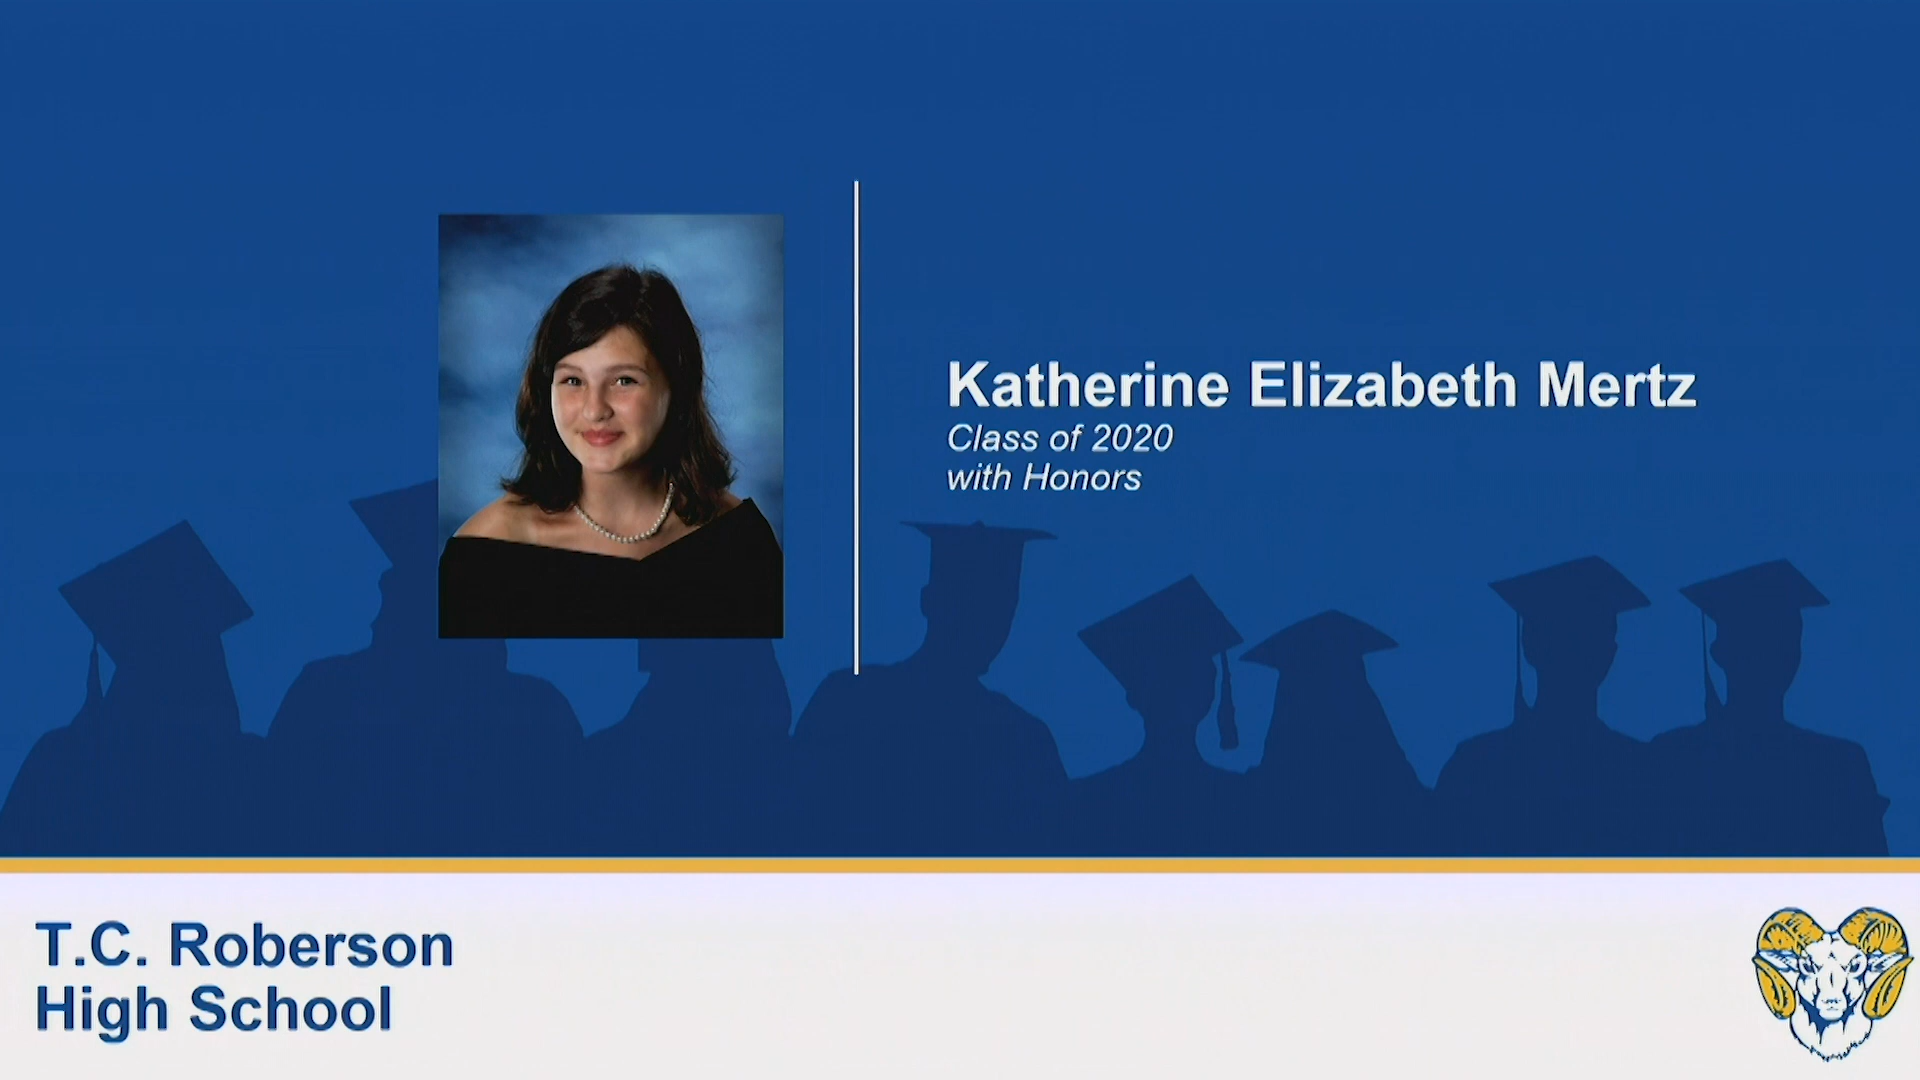 Katherine Elizabeth Mertz
Class of 2020
with Honors
T.C. Roberson
High School